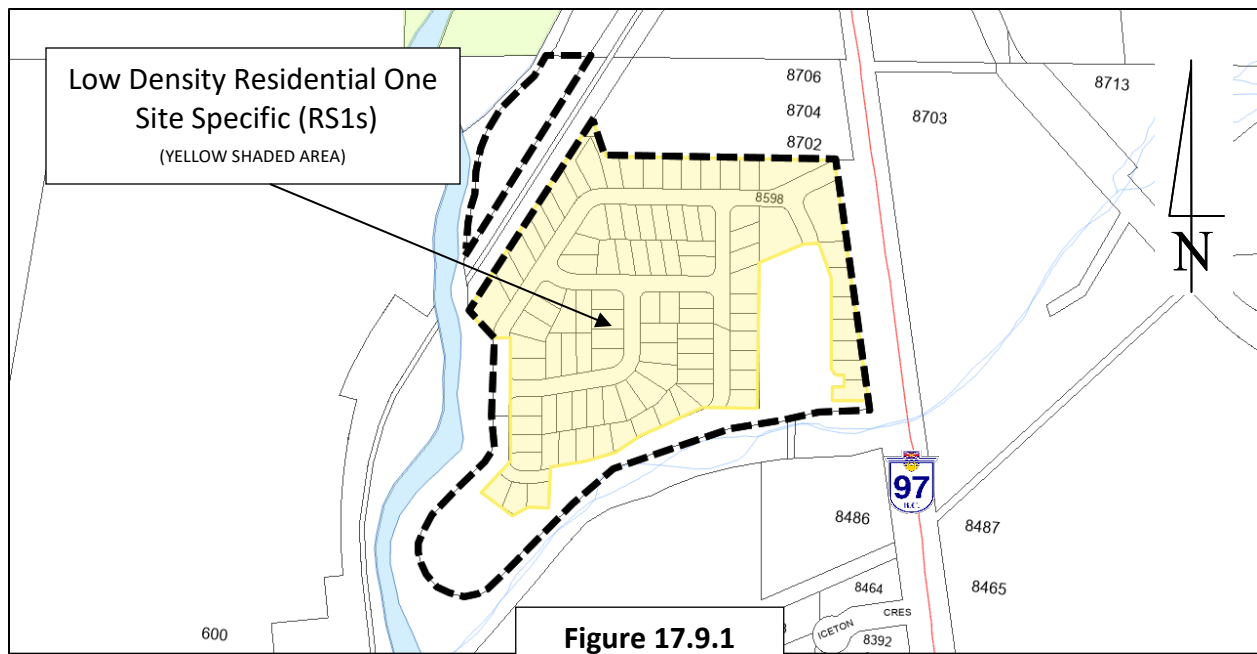 Low Density Residential One
Site Specific (RS1s)
(YELLOW SHADED AREA)
8706
8704
8702
8703
8713
8598
N
97
B.C.
8486
8487
8464
8465
CRES
ICETON
8392
600
Figure 17.9.1